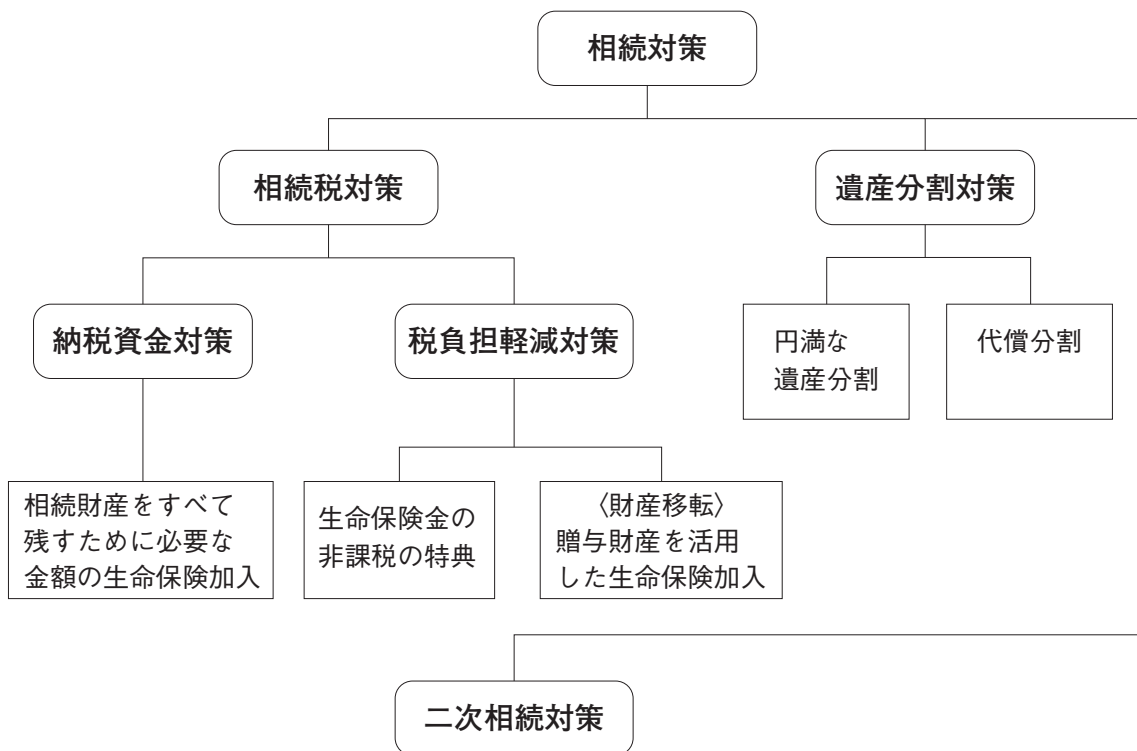 相続対策
相続税対策
遺産分割対策
納税資金対策
税負担軽減対策
円満な
遺産分割
代償分割
相続財産をすべて
残すために必要な
金額の生命保険加入
生命保険金の
非課税の特典
〈財産移転〉
贈与財産を活用
した生命保険加入
二次相続対策